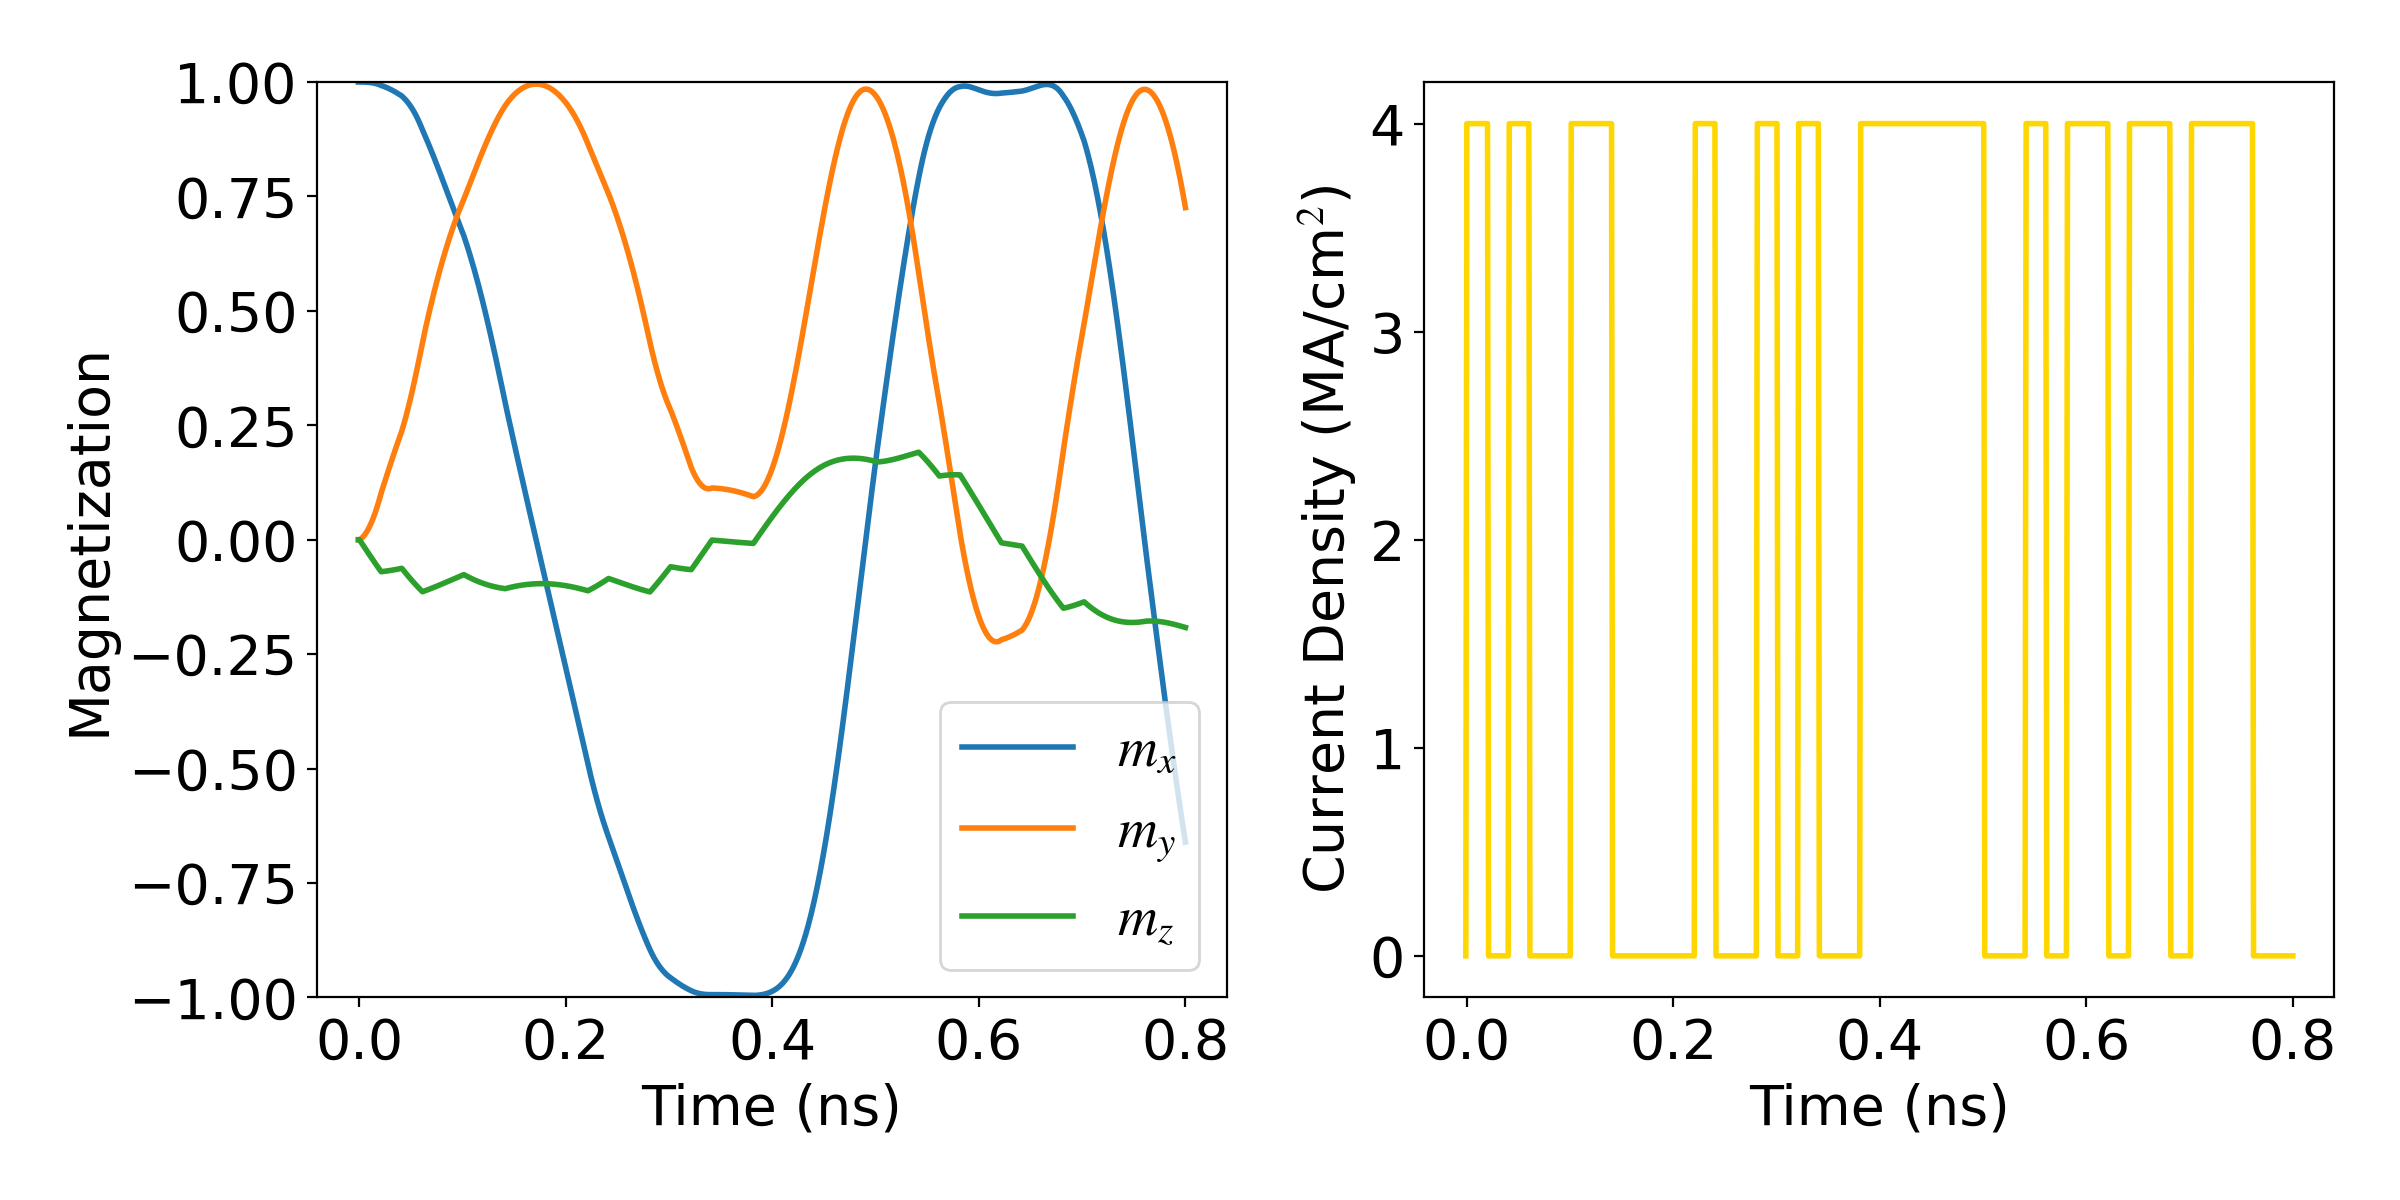 Magnetization
1.00
0.75
0.50
0.25
0.00
−0.25
−0.50
−0.75
−1.00
0.0 0.2 0.4 0.6 0.8
Time (ns)
m_x
m_y
m_z
Current Density (MA/cm²)
4
3
2
1
0
0.0 0.2 0.4 0.6 0.8
Time (ns)